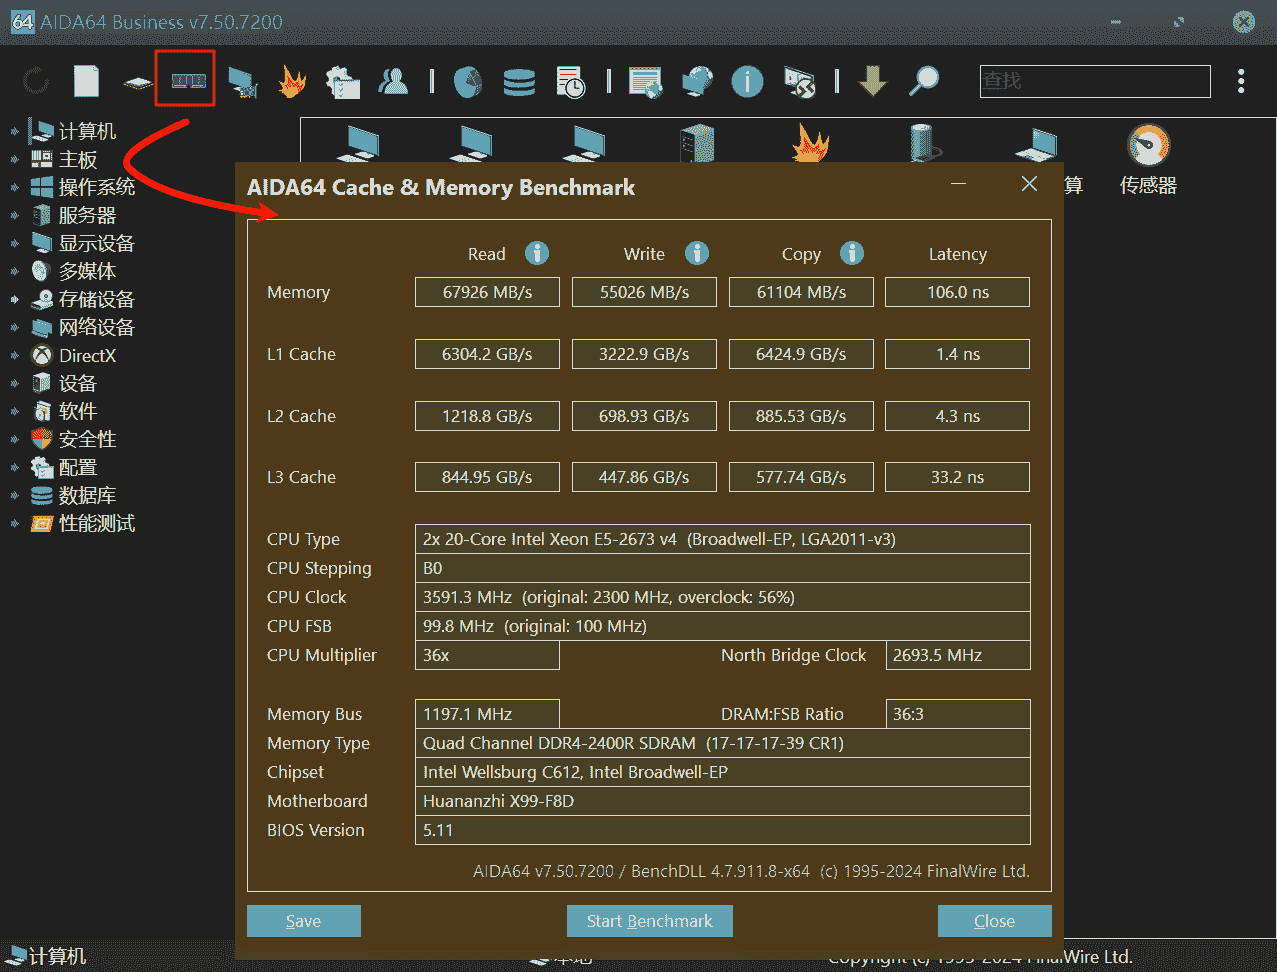 64 AIDA64 Business v7.50.7200
查找
计算机
主板
操作系统
服务器
显示设备
多媒体
存储设备
网络设备
DirectX
设备
软件
安全性
配置
数据库
性能测试
算 传感器
AIDA64 Cache & Memory Benchmark
Read Write Copy Latency
Memory 67926 MB/s 55026 MB/s 61104 MB/s 106.0 ns
L1 Cache 6304.2 GB/s 3222.9 GB/s 6424.9 GB/s 1.4 ns
L2 Cache 1218.8 GB/s 698.93 GB/s 885.53 GB/s 4.3 ns
L3 Cache 844.95 GB/s 447.86 GB/s 577.74 GB/s 33.2 ns
CPU Type 2x 20-Core Intel Xeon E5-2673 v4 (Broadwell-EP, LGA2011-v3)
CPU Stepping B0
CPU Clock 3591.3 MHz (original: 2300 MHz, overclock: 56%)
CPU FSB 99.8 MHz (original: 100 MHz)
CPU Multiplier 36x North Bridge Clock 2693.5 MHz
Memory Bus 1197.1 MHz DRAM:FSB Ratio 36:3
Memory Type Quad Channel DDR4-2400R SDRAM (17-17-17-39 CR1)
Chipset Intel Wellsburg C612, Intel Broadwell-EP
Motherboard Huananzhi X99-F8D
BIOS Version 5.11
AIDA64 v7.50.7200 / BenchDLL 4.7.911.8-x64 (c) 1995-2024 FinalWire Ltd.
Save Start Benchmark Close
计算机 Copyright (c) 1995-2024 FinalWire Ltd.